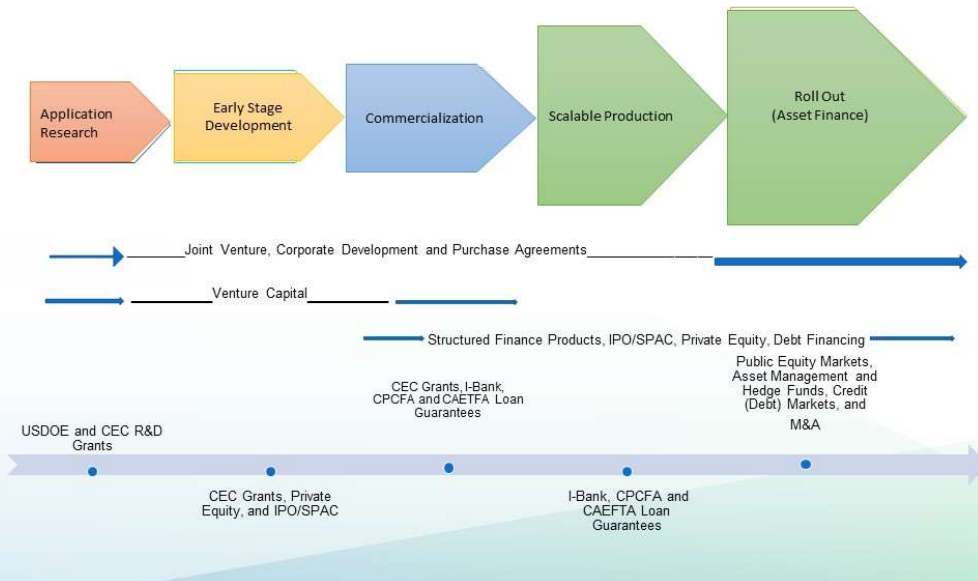 Application
Research
Early Stage
Development
Commercialization
Scalable Production
Roll Out
(Asset Finance)
Joint Venture, Corporate Development and Purchase Agreements
Venture Capital
Structured Finance Products, IPO/SPAC, Private Equity, Debt Financing
USDOE and CEC R&D
Grants
CEC Grants, Private
Equity, and IPO/SPAC
CEC Grants, I-Bank,
CPCFA and CAETFA Loan
Guarantees
I-Bank, CPCFA and
CAEFTA Loan
Guarantees
Public Equity Markets,
Asset Management and
Hedge Funds, Credit
(Debt) Markets, and
M&A